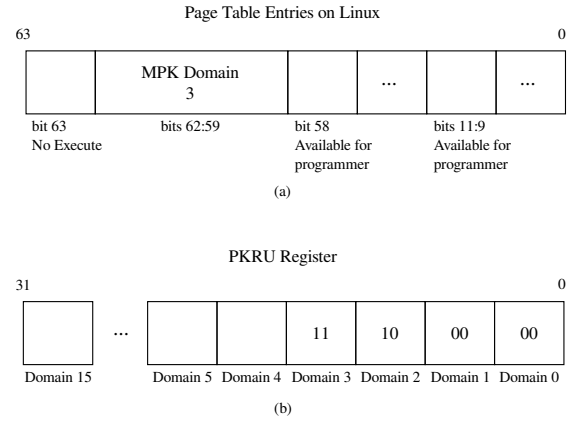 Page Table Entries on Linux
63 0
MPK Domain
3
... ...
bit 63 bits 62:59 bit 58 bits 11:9
No Execute Available for Available for
programmer programmer
(a)
PKRU Register
31 0
... 11 10 00 00
Domain 15 Domain 5 Domain 4 Domain 3 Domain 2 Domain 1 Domain 0
(b)